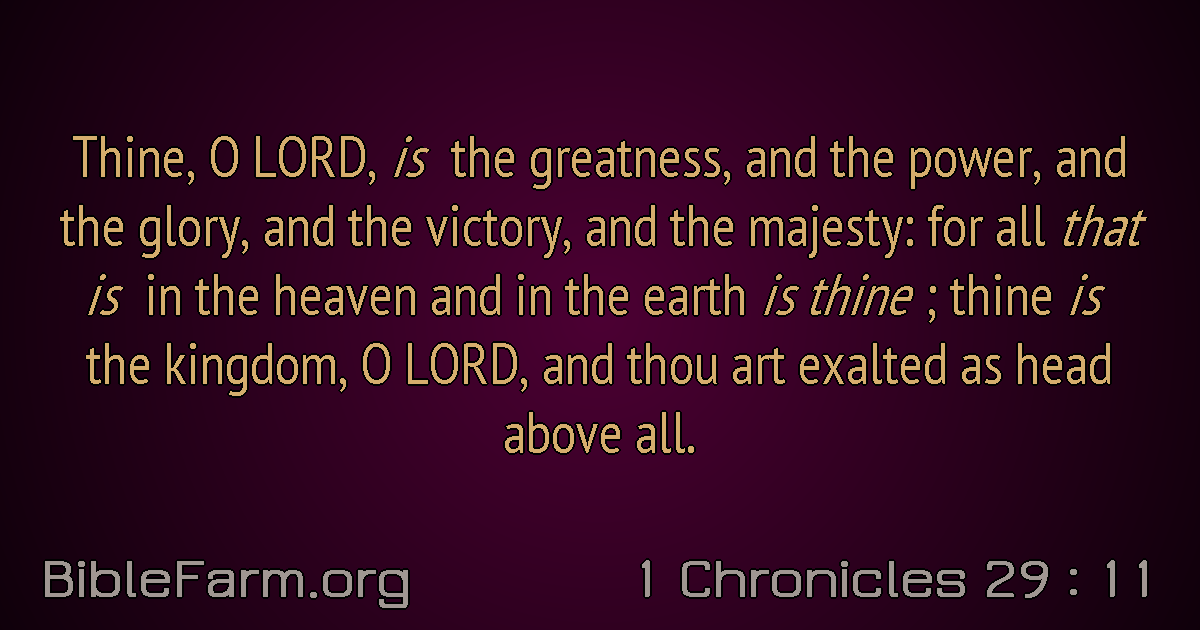 Thine, O LORD, is the greatness, and the power, and
the glory, and the victory, and the majesty: for all that
is in the heaven and in the earth is thine ; thine is
the kingdom, O LORD, and thou art exalted as head
above all.
BibleFarm.org
1 Chronicles 29 : 11